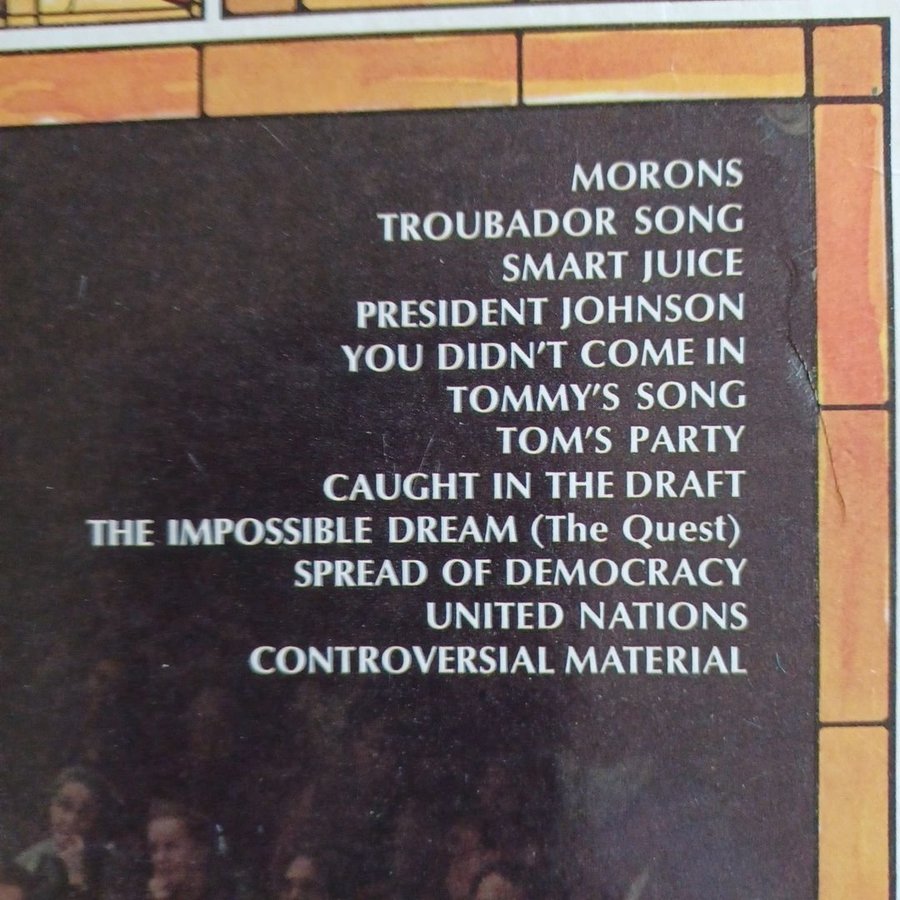 MORONS
TROUBADOR SONG
SMART JUICE
PRESIDENT JOHNSON
YOU DIDN'T COME IN
TOMMY'S SONG
TOM'S PARTY
CAUGHT IN THE DRAFT
THE IMPOSSIBLE DREAM (The Quest)
SPREAD OF DEMOCRACY
UNITED NATIONS
CONTROVERSIAL MATERIAL